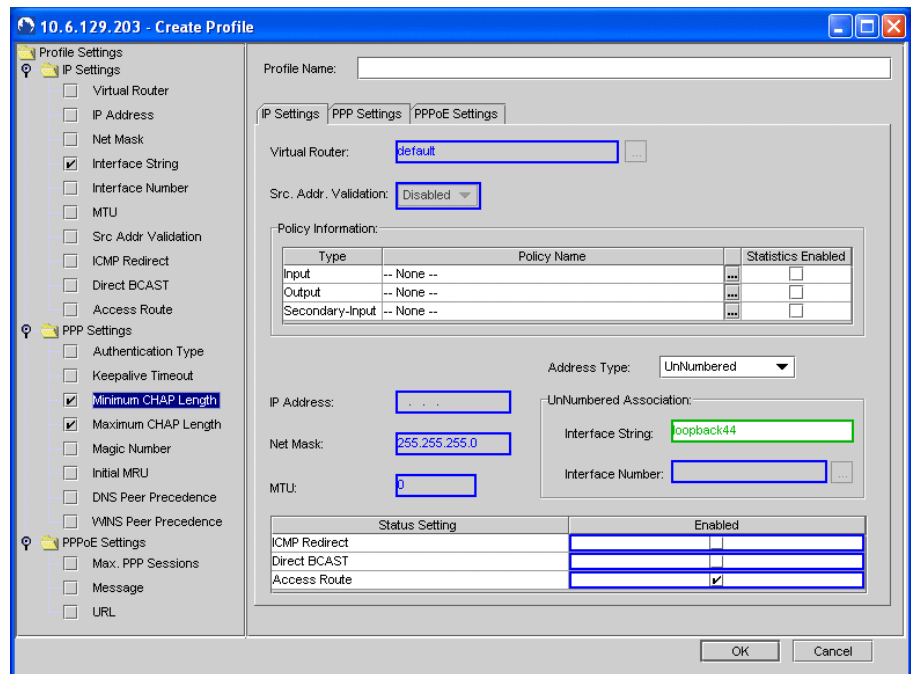 10.6.129.203 - Create Profile
Profile Settings
IP Settings
Virtual Router
IP Address
Net Mask
Interface String
Interface Number
MTU
Src Addr Validation
ICMP Redirect
Direct BCAST
Access Route
PPP Settings
Authentication Type
Keepalive Timeout
Minimum CHAP Length
Maximum CHAP Length
Magic Number
Initial MRU
DNS Peer Precedence
WINS Peer Precedence
PPPoE Settings
Max. PPP Sessions
Message
URL
Profile Name:
IP Settings PPP Settings PPPoE Settings
Virtual Router: default ...
Src. Addr. Validation: Disabled
Policy Information:
Type Policy Name Statistics Enabled
Input -- None -- ...
Output -- None -- ...
Secondary-Input -- None -- ...
Address Type: UnNumbered
IP Address: . . .
Net Mask: 255.255.255.0
MTU: 0
UnNumbered Association:
Interface String: loopback44
Interface Number: ...
Status Setting Enabled
ICMP Redirect
Direct BCAST
Access Route
OK Cancel